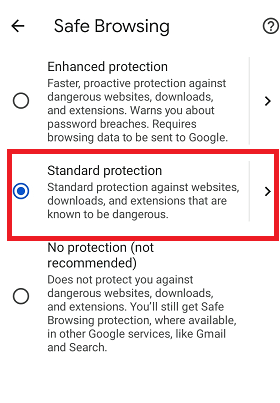 Safe Browsing
Enhanced protection
Faster, proactive protection against
dangerous websites, downloads,
and extensions. Warns you about
password breaches. Requires
browsing data to be sent to Google.
Standard protection
Standard protection against websites,
downloads, and extensions that are
known to be dangerous.
No protection (not
recommended)
Does not protect you against
dangerous websites, downloads,
and extensions. You'll still get Safe
Browsing protection, where available,
in other Google services, like Gmail
and Search.